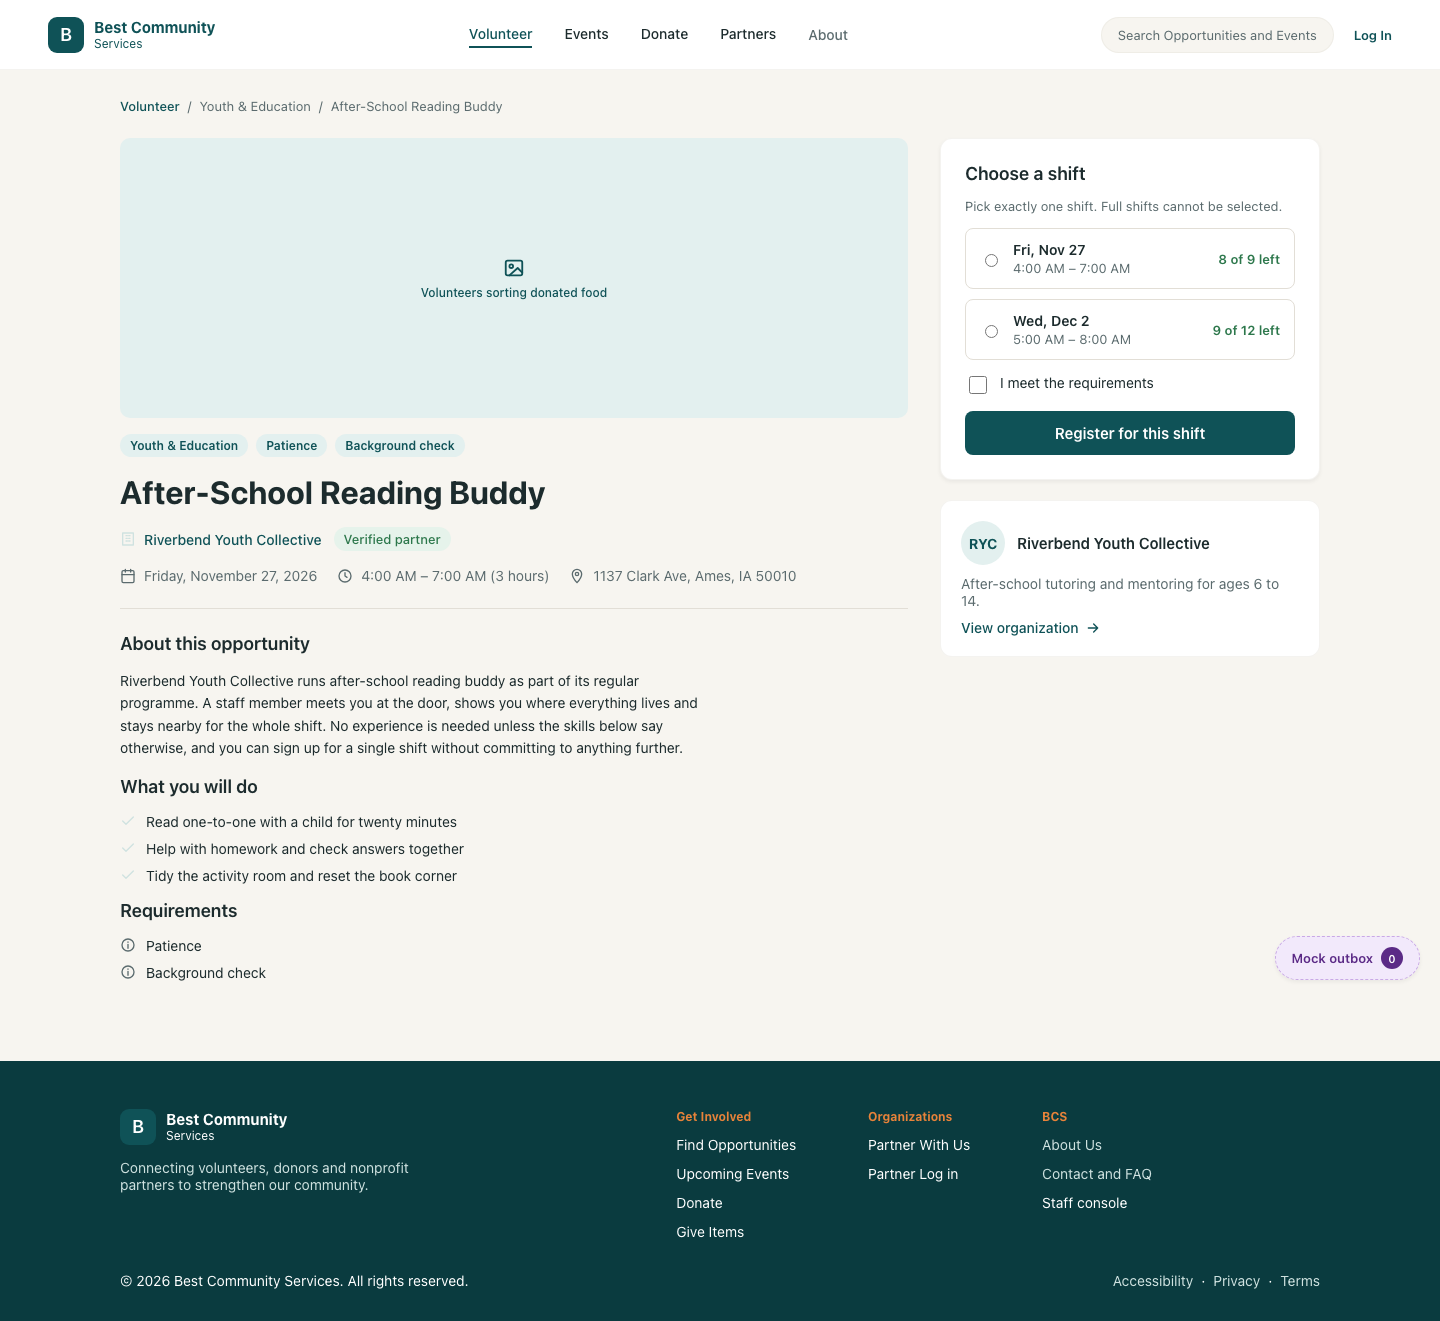 B
Best Community
Services
Volunteer
Events
Donate
Partners
About
Search Opportunities and Events
Log In
Volunteer / Youth & Education / After-School Reading Buddy
Volunteers sorting donated food
Youth & Education
Patience
Background check
After-School Reading Buddy
Riverbend Youth Collective
Verified partner
Friday, November 27, 2026
4:00 AM – 7:00 AM (3 hours)
1137 Clark Ave, Ames, IA 50010
About this opportunity
Riverbend Youth Collective runs after-school reading buddy as part of its regular
programme. A staff member meets you at the door, shows you where everything lives and
stays nearby for the whole shift. No experience is needed unless the skills below say
otherwise, and you can sign up for a single shift without committing to anything further.
What you will do
Read one-to-one with a child for twenty minutes
Help with homework and check answers together
Tidy the activity room and reset the book corner
Requirements
Patience
Background check
Choose a shift
Pick exactly one shift. Full shifts cannot be selected.
Fri, Nov 27
4:00 AM – 7:00 AM
8 of 9 left
Wed, Dec 2
5:00 AM – 8:00 AM
9 of 12 left
I meet the requirements
Register for this shift
RYC
Riverbend Youth Collective
After-school tutoring and mentoring for ages 6 to
14.
View organization
Mock outbox 0
B
Best Community
Services
Connecting volunteers, donors and nonprofit
partners to strengthen our community.
Get Involved
Find Opportunities
Upcoming Events
Donate
Give Items
Organizations
Partner With Us
Partner Log in
BCS
About Us
Contact and FAQ
Staff console
© 2026 Best Community Services. All rights reserved.
Accessibility · Privacy · Terms